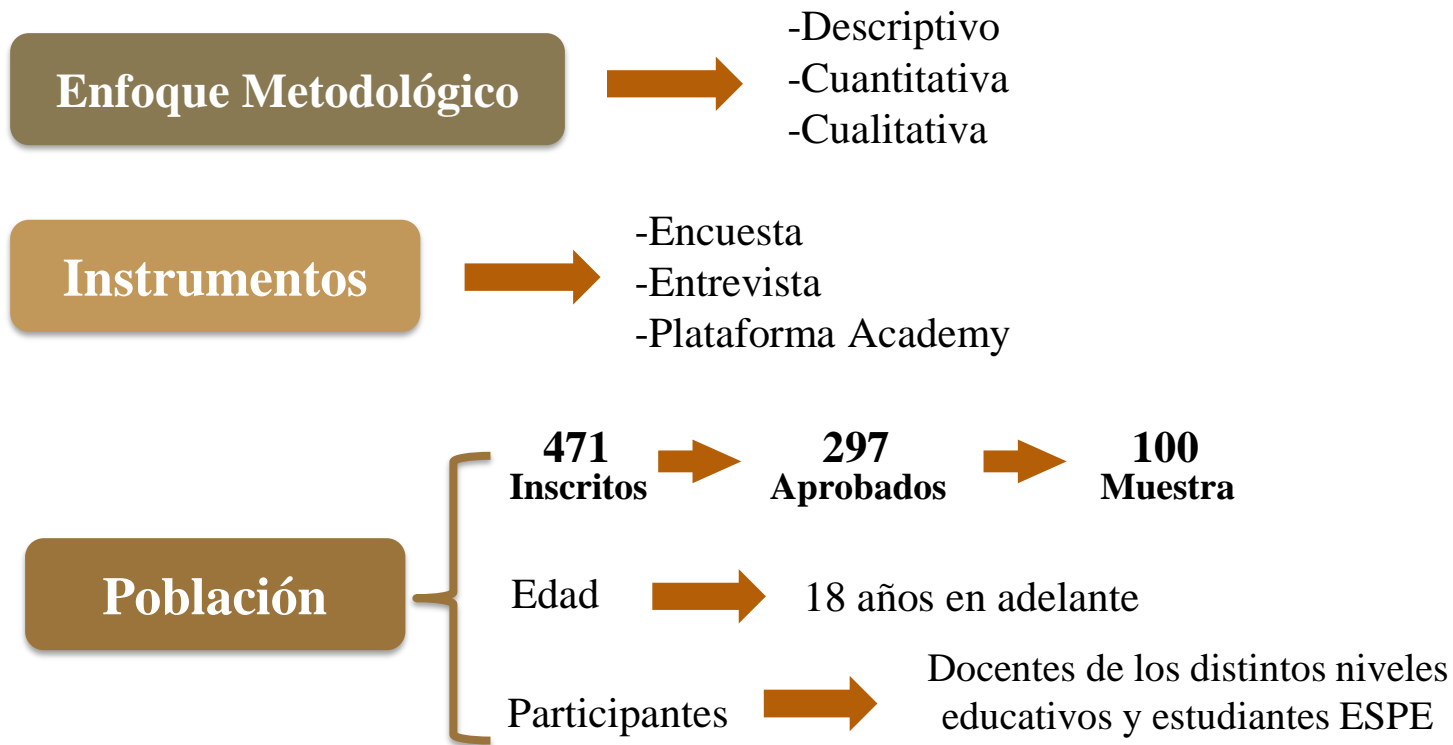 Enfoque Metodológico
-Descriptivo
-Cuantitativa
-Cualitativa
Instrumentos
-Encuesta
-Entrevista
-Plataforma Academy
Población
471
Inscritos
297
Aprobados
100
Muestra
Edad
18 años en adelante
Participantes
Docentes de los distintos niveles
educativos y estudiantes ESPE